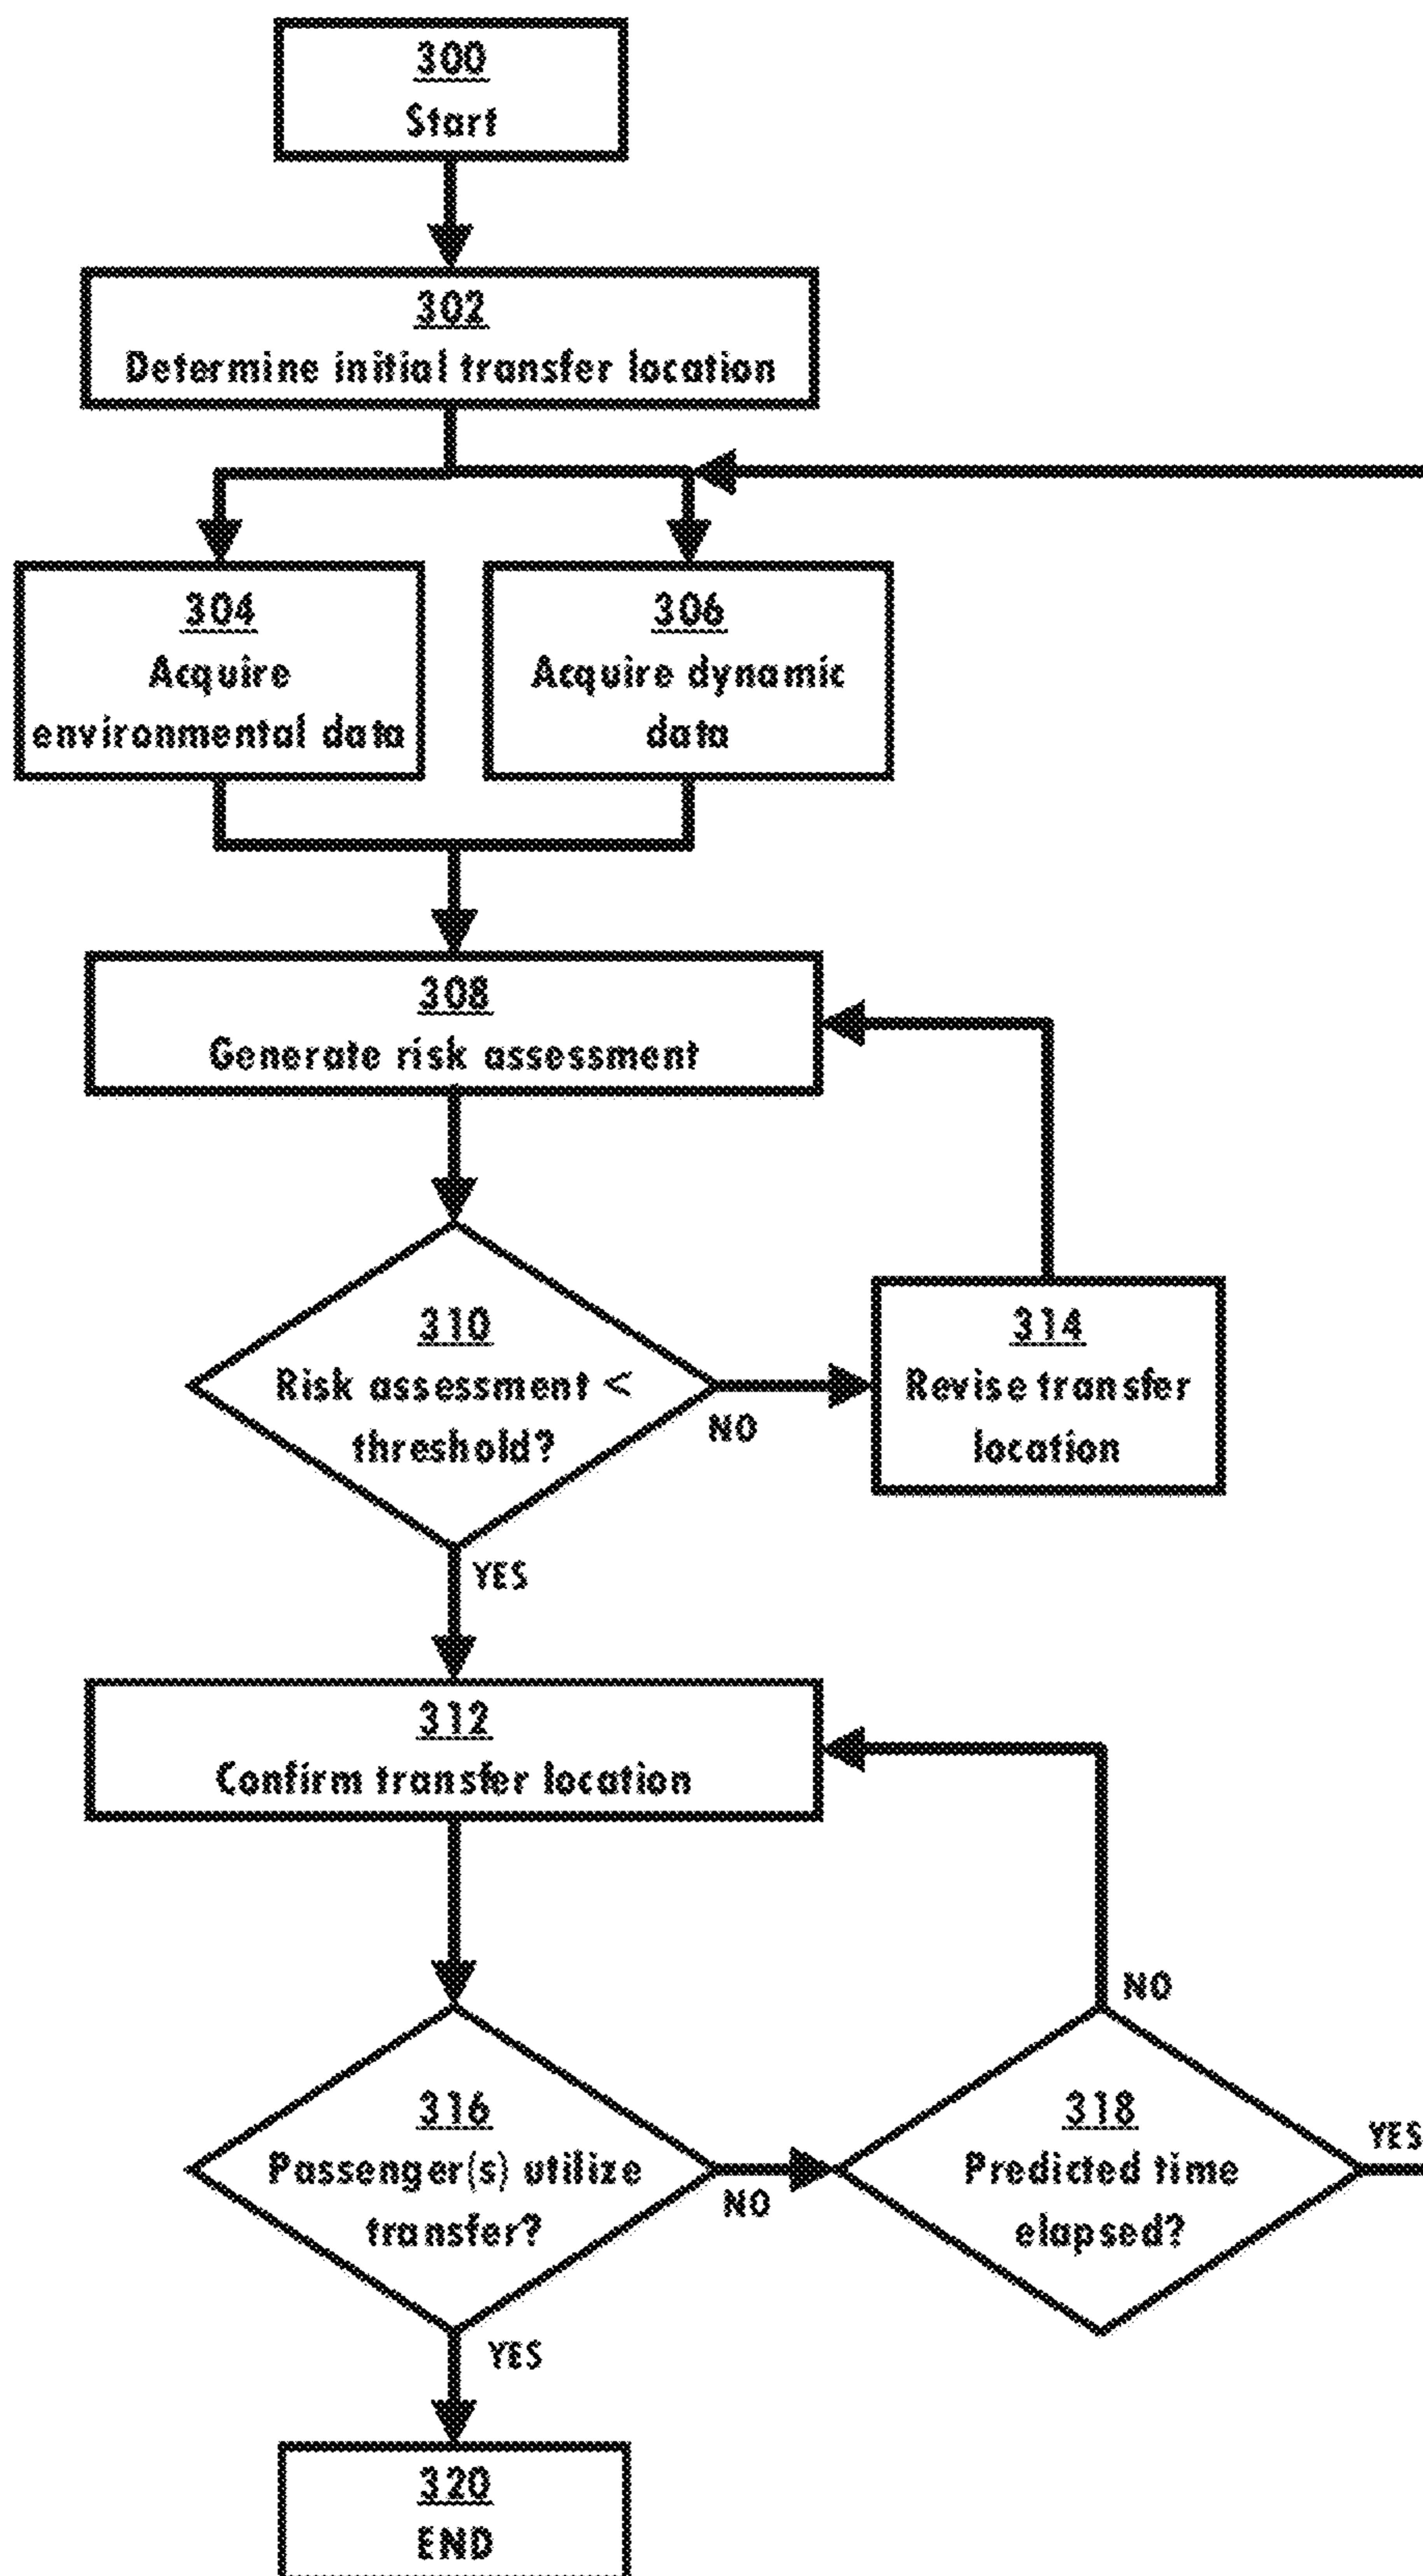 300
Start
302
Determine initial transfer location
304
Acquire
environmental data
306
Acquire dynamic
data
308
Generate risk assessment
310
Risk assessment <
threshold?
NO
314
Revise transfer
location
YES
312
Confirm transfer location
316
Passenger(s) utilize
transfer?
NO
318
Predicted time
elapsed?
NO
YES
YES
320
END